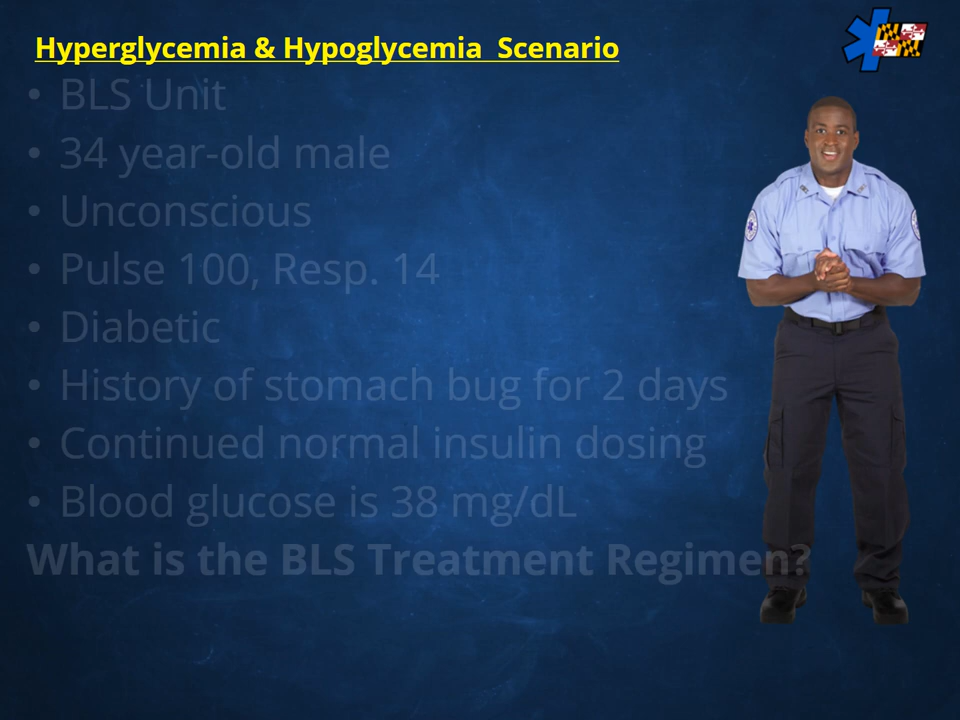 Hyperglycemia & Hypoglycemia Scenario
• BLS Unit
• 34 year-old male
• Unconscious
• Pulse 100, Resp. 14
• Diabetic
• History of stomach bug for 2 days
• Continued normal insulin dosing
• Blood glucose is 38 mg/dL
What is the BLS Treatment Regimen?